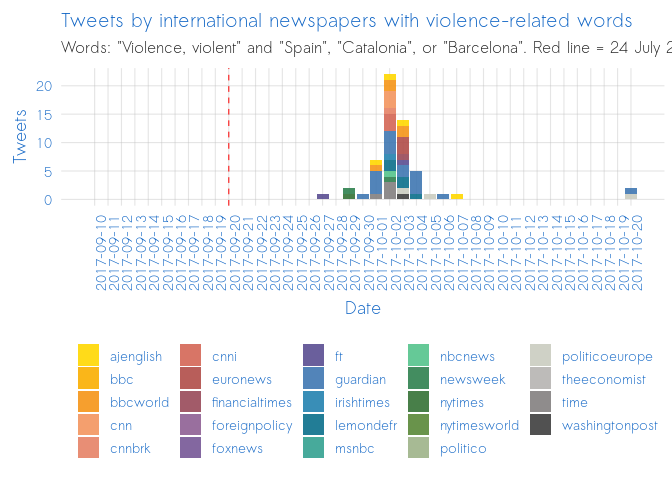 Tweets by international newspapers with violence-related words
Words: "Violence, violent" and "Spain", "Catalonia", or "Barcelona". Red line = 24 July 2
Tweets
20
15
10
5
0
2017-09-10
2017-09-11
2017-09-12
2017-09-13
2017-09-14
2017-09-15
2017-09-16
2017-09-17
2017-09-18
2017-09-19
2017-09-20
2017-09-21
2017-09-22
2017-09-23
2017-09-24
2017-09-25
2017-09-26
2017-09-27
2017-09-28
2017-09-29
2017-09-30
2017-10-01
2017-10-02
2017-10-03
2017-10-04
2017-10-05
2017-10-06
2017-10-07
2017-10-08
2017-10-09
2017-10-10
2017-10-11
2017-10-12
2017-10-13
2017-10-14
2017-10-15
2017-10-16
2017-10-17
2017-10-18
2017-10-19
2017-10-20
Date
ajenglish
bbc
bbcworld
cnn
cnnbrk
cnni
euronews
financialtimes
foreignpolicy
foxnews
ft
guardian
irishtimes
lemondefr
msnbc
nbcnews
newsweek
nytimes
nytimesworld
politico
politicoeurope
theeconomist
time
washingtonpost